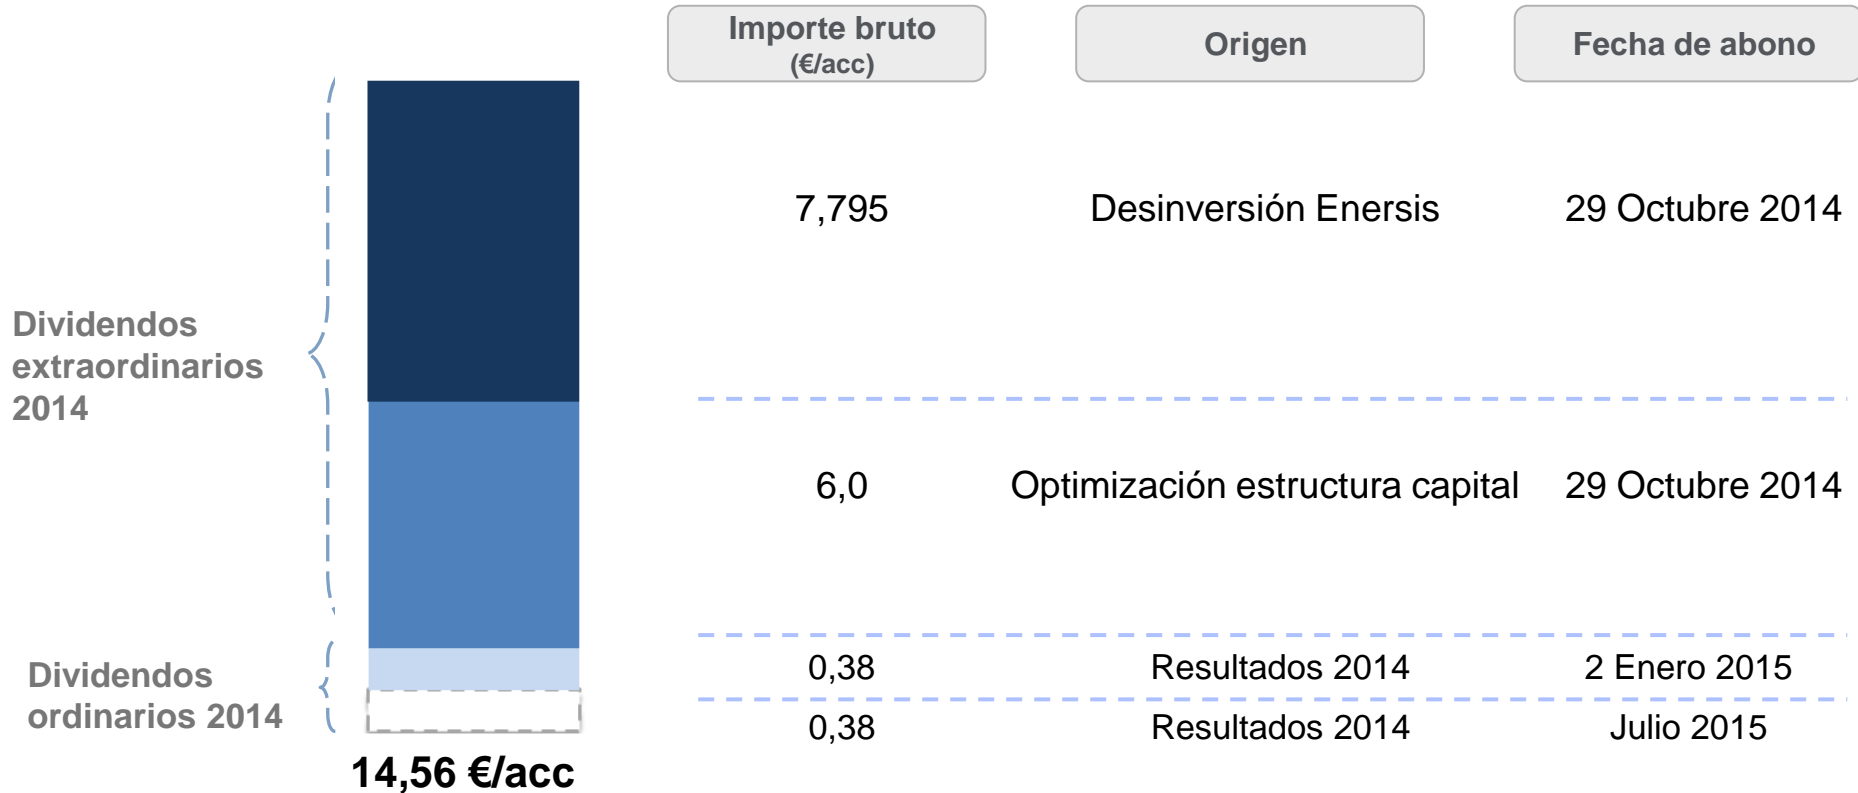 Importe bruto
(€/acc)
Origen
Fecha de abono
Dividendos
extraordinarios
2014
7,795
Desinversión Enersis
29 Octubre 2014
6,0
Optimización estructura capital
29 Octubre 2014
Dividendos
ordinarios 2014
0,38
Resultados 2014
2 Enero 2015
0,38
Resultados 2014
Julio 2015
14,56 €/acc